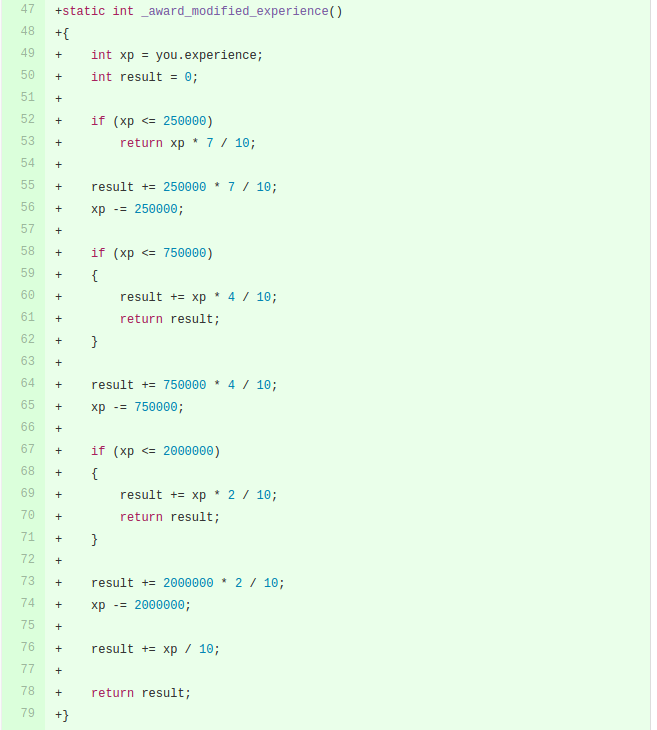 47 +static int _award_modified_experience()
48 +{
49 +    int xp = you.experience;
50 +    int result = 0;
51 +
52 +    if (xp <= 250000)
53 +        return xp * 7 / 10;
54 +
55 +    result += 250000 * 7 / 10;
56 +    xp -= 250000;
57 +
58 +    if (xp <= 750000)
59 +    {
60 +        result += xp * 4 / 10;
61 +        return result;
62 +    }
63 +
64 +    result += 750000 * 4 / 10;
65 +    xp -= 750000;
66 +
67 +    if (xp <= 2000000)
68 +    {
69 +        result += xp * 2 / 10;
70 +        return result;
71 +    }
72 +
73 +    result += 2000000 * 2 / 10;
74 +    xp -= 2000000;
75 +
76 +    result += xp / 10;
77 +
78 +    return result;
79 +}